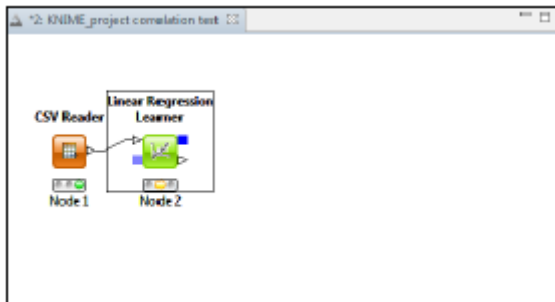 *2: KNIME_project correlation test
Linear Regression
CSV Reader Learner
Node 1 Node 2